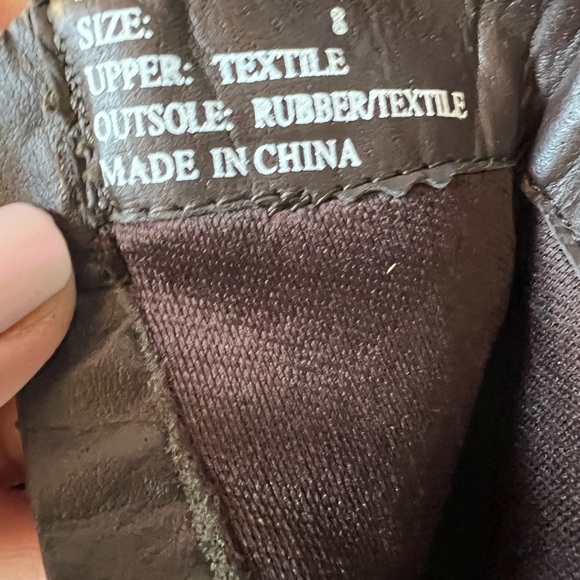 SIZE: 8
UPPER: TEXTILE
OUTSOLE: RUBBER/TEXTILE
MADE IN CHINA